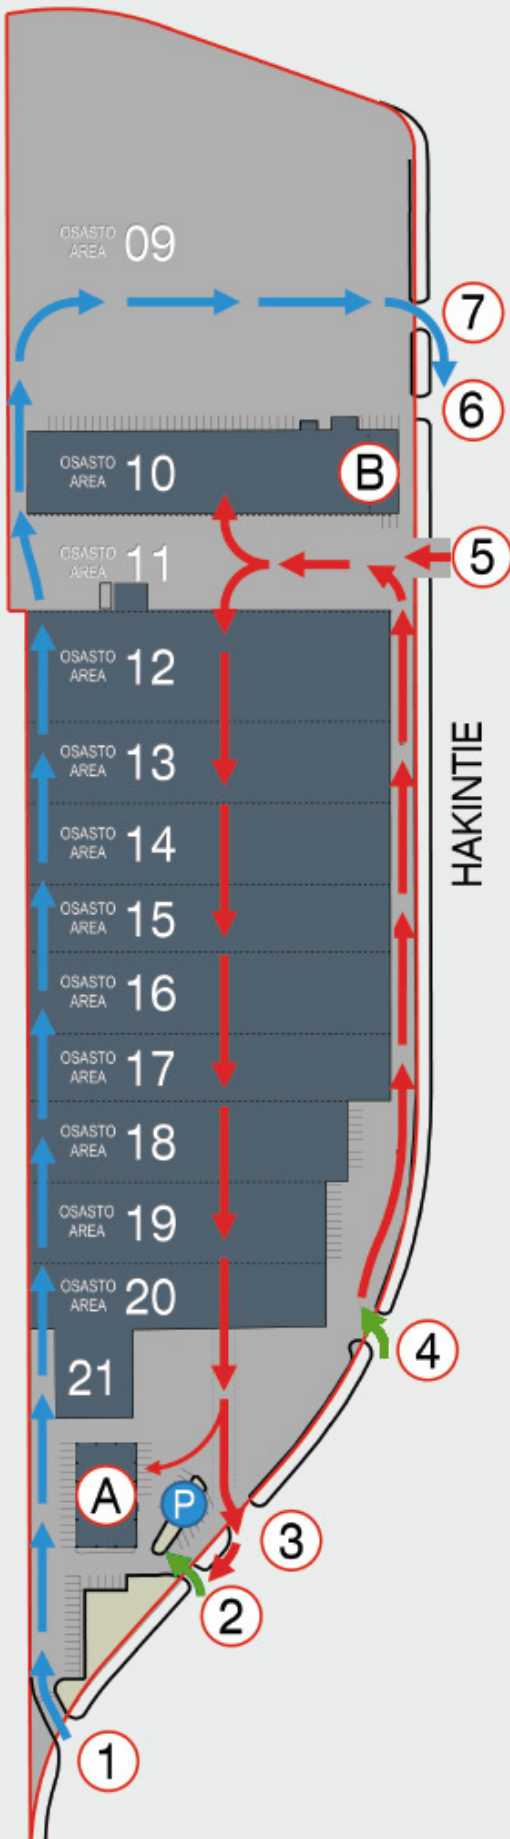 OSASTO
AREA 09
7
6
OSASTO
AREA 10
B
OSASTO
AREA 11
5
OSASTO
AREA 12
HAKINTIE
OSASTO
AREA 13
OSASTO
AREA 14
OSASTO
AREA 15
OSASTO
AREA 16
OSASTO
AREA 17
OSASTO
AREA 18
OSASTO
AREA 19
OSASTO
AREA 20
4
21
A
P
3
2
1